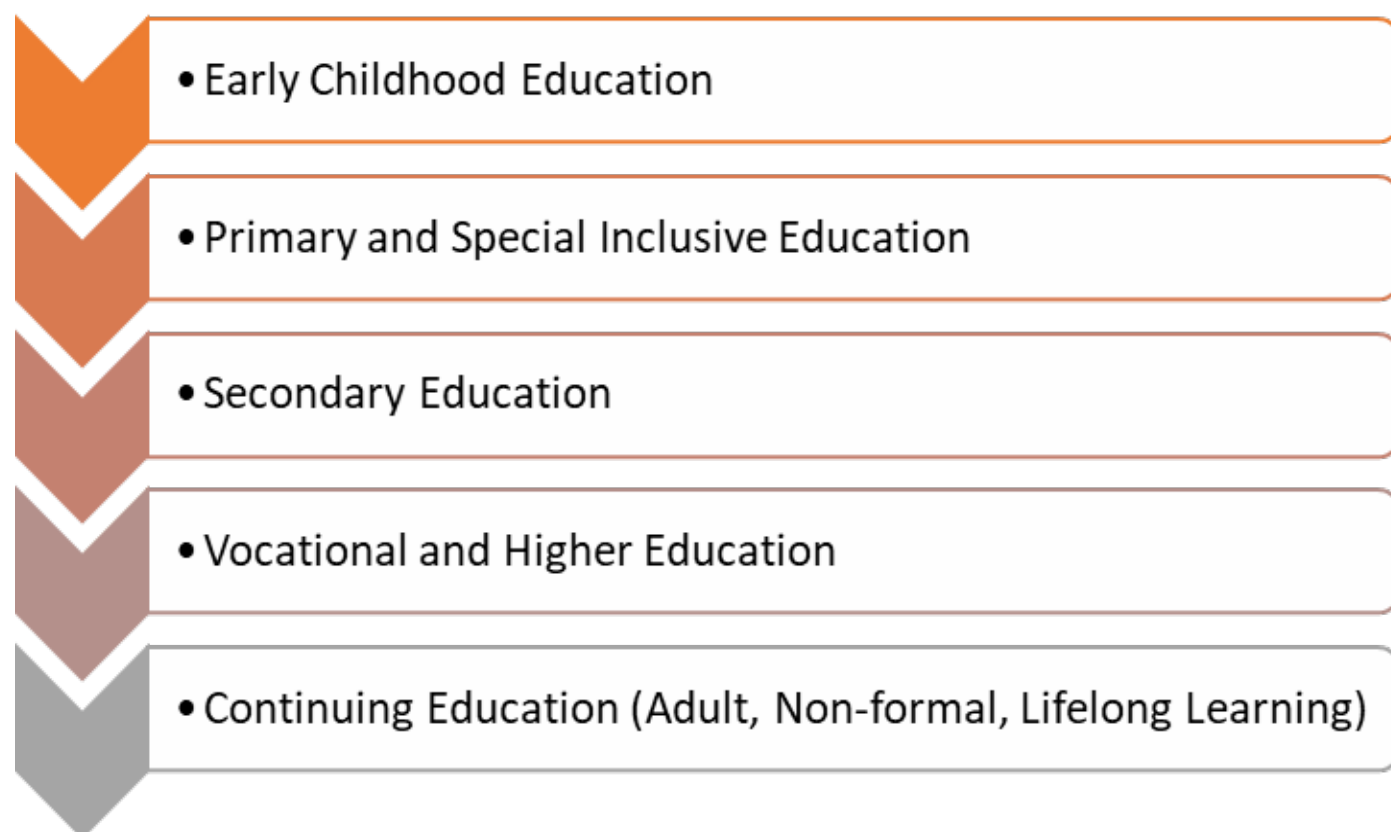 • Early Childhood Education
• Primary and Special Inclusive Education
• Secondary Education
• Vocational and Higher Education
• Continuing Education (Adult, Non-formal, Lifelong Learning)